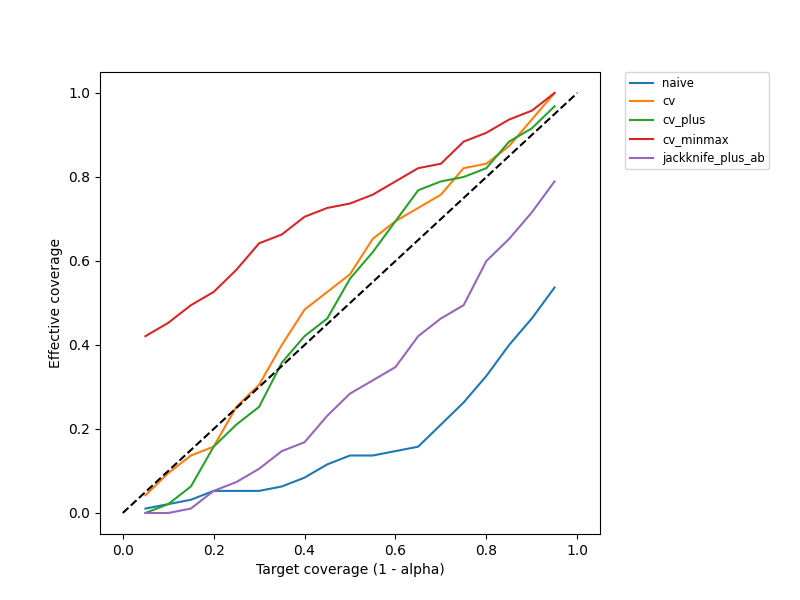 naive
cv
cv_plus
cv_minmax
jackknife_plus_ab
Effective coverage
1.0
0.8
0.6
0.4
0.2
0.0
0.0 0.2 0.4 0.6 0.8 1.0
Target coverage (1 - alpha)